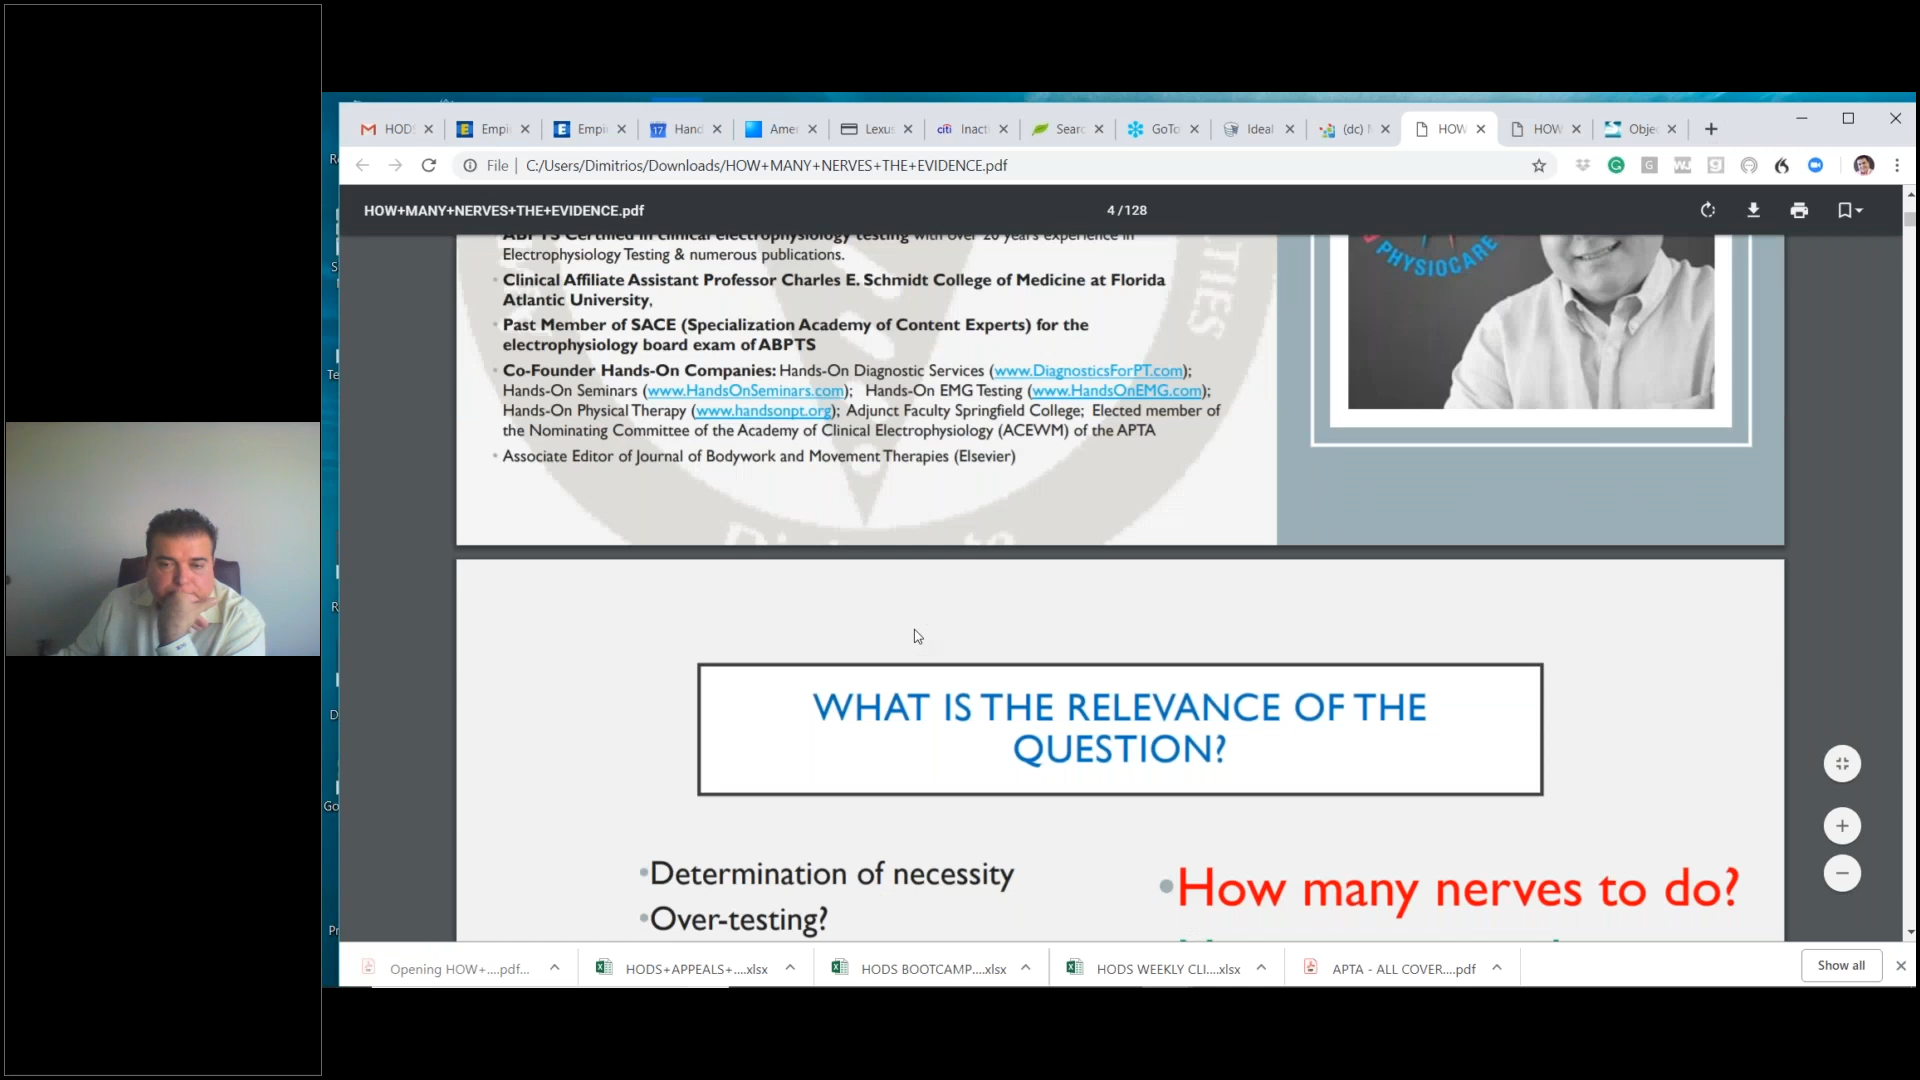 HOD
Empi
Empi
17
Hand
Amer
Lexus
citi
Inacti
Searc
GoTo
Ideal
(dc)
HOW
HOW
Objec
File
C:/Users/Dimitrios/Downloads/HOW+MANY+NERVES+THE+EVIDENCE.pdf
HOW+MANY+NERVES+THE+EVIDENCE.pdf
4 / 128
ABPTS Certified in clinical electrophysiology testing with over 20 years experience in
Electrophysiology Testing & numerous publications.
Clinical Affiliate Assistant Professor Charles E. Schmidt College of Medicine at Florida
Atlantic University,
Past Member of SACE (Specialization Academy of Content Experts) for the
electrophysiology board exam of ABPTS
Co-Founder Hands-On Companies: Hands-On Diagnostic Services (www.DiagnosticsForPT.com);
Hands-On Seminars (www.HandsOnSeminars.com); Hands-On EMG Testing (www.HandsOnEMG.com);
Hands-On Physical Therapy (www.handsonpt.org); Adjunct Faculty Springfield College; Elected member of
the Nominating Committee of the Academy of Clinical Electrophysiology (ACEWM) of the APTA
Associate Editor of Journal of Bodywork and Movement Therapies (Elsevier)
PHYSIOCARE
WHAT IS THE RELEVANCE OF THE
QUESTION?
•Determination of necessity
•Over-testing?
•How many nerves to do?
Opening HOW+....pdf...
HODS+APPEALS+....xlsx
HODS BOOTCAMP....xlsx
HODS WEEKLY CLI....xlsx
APTA - ALL COVER....pdf
Show all